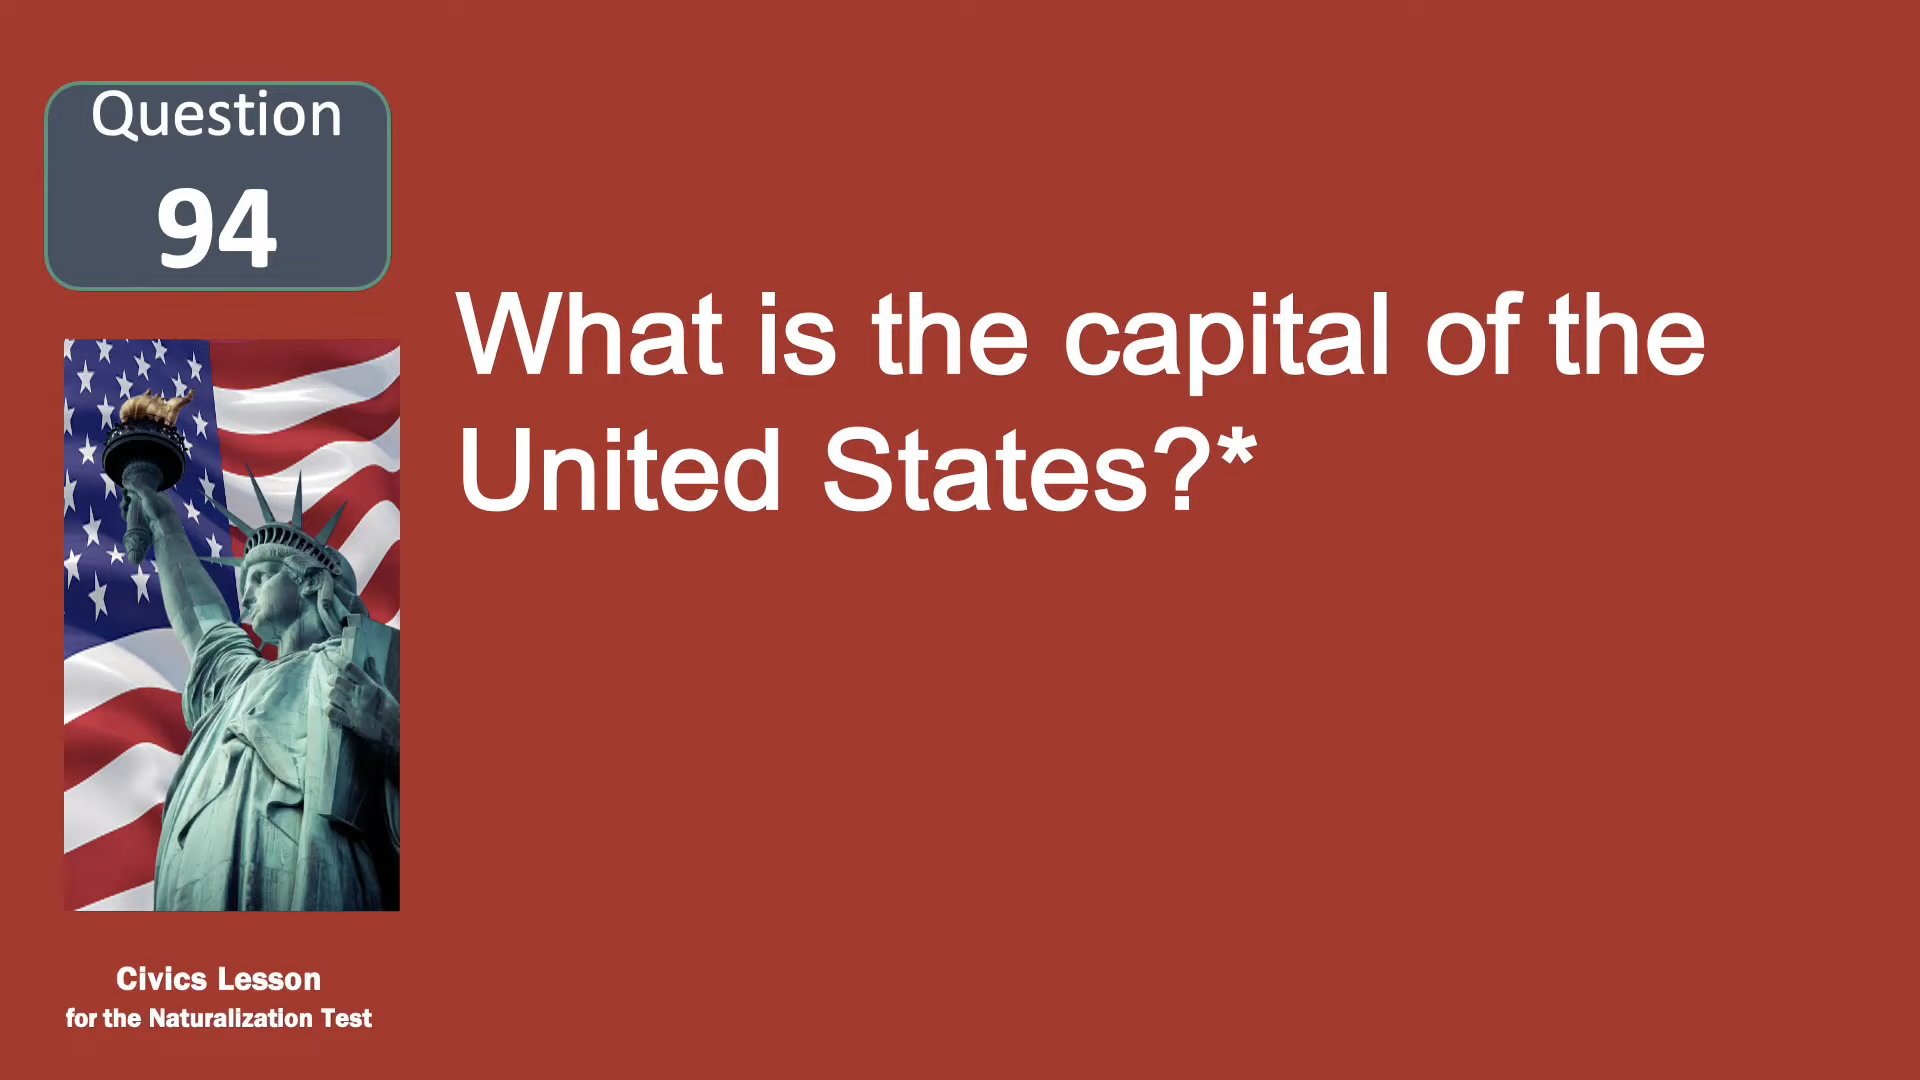 Question
94
What is the capital of the
United States?*
Civics Lesson
for the Naturalization Test